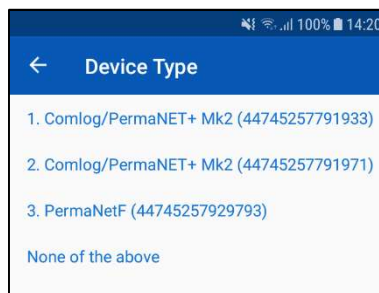 100% 14:20
Device Type
1. Comlog/PermaNET+ Mk2 (44745257791933)
2. Comlog/PermaNET+ Mk2 (44745257791971)
3. PermaNetF (44745257929793)
None of the above